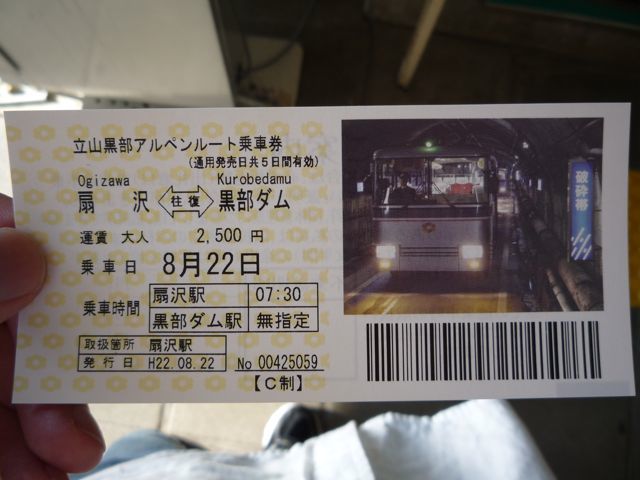 立山黒部アルペンルート乗車券
(通用発売日共5日間有効)
Ogizawa Kurobedamu
扇沢 往復 黒部ダム
運賃 大人 2,500 円
乗車日 8月22日
乗車時間 扇沢駅 07:30
黒部ダム駅 無指定
取扱箇所 扇沢駅
発行日 H22.08.22 No 00425059
【C制】
破砕帯